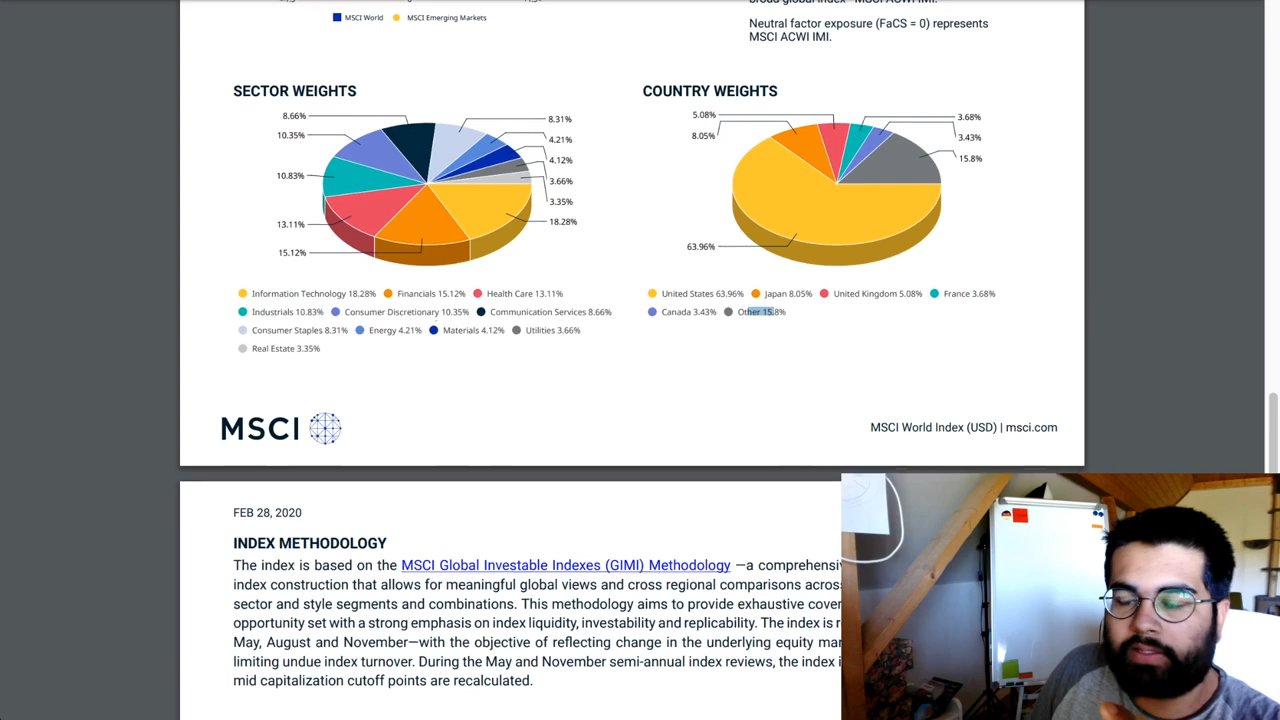 MSCI World MSCI Emerging Markets
Neutral factor exposure (FaCS = 0) represents
MSCI ACWI IMI.
SECTOR WEIGHTS
8.66%
8.31%
10.35%
4.21%
4.12%
10.83%
3.66%
3.35%
13.11%
18.28%
15.12%
Information Technology 18.28% Financials 15.12% Health Care 13.11%
Industrials 10.83% Consumer Discretionary 10.35% Communication Services 8.66%
Consumer Staples 8.31% Energy 4.21% Materials 4.12% Utilities 3.66%
Real Estate 3.35%
COUNTRY WEIGHTS
5.08%
3.68%
8.05%
3.43%
15.8%
63.96%
United States 63.96% Japan 8.05% United Kingdom 5.08% France 3.68%
Canada 3.43% Other 15.8%
MSCI
MSCI World Index (USD) | msci.com
FEB 28, 2020
INDEX METHODOLOGY
The index is based on the MSCI Global Investable Indexes (GIMI) Methodology —a comprehensiv
index construction that allows for meaningful global views and cross regional comparisons across
sector and style segments and combinations. This methodology aims to provide exhaustive cover
opportunity set with a strong emphasis on index liquidity, investability and replicability. The index is r
May, August and November—with the objective of reflecting change in the underlying equity mar
limiting undue index turnover. During the May and November semi-annual index reviews, the index i
mid capitalization cutoff points are recalculated.